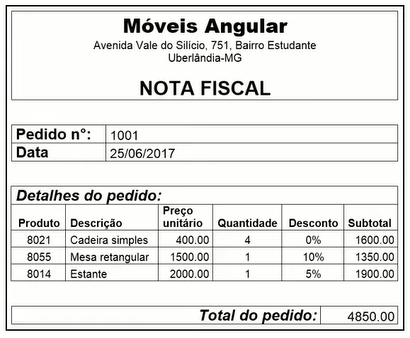 Móveis Angular
Avenida Vale do Silício, 751, Bairro Estudante
Uberlândia-MG
NOTA FISCAL
Pedido n°: 1001
Data 25/06/2017
Detalhes do pedido:
Produto Descrição Preço unitário Quantidade Desconto Subtotal
8021 Cadeira simples 400.00 4 0% 1600.00
8055 Mesa retangular 1500.00 1 10% 1350.00
8014 Estante 2000.00 1 5% 1900.00
Total do pedido: 4850.00